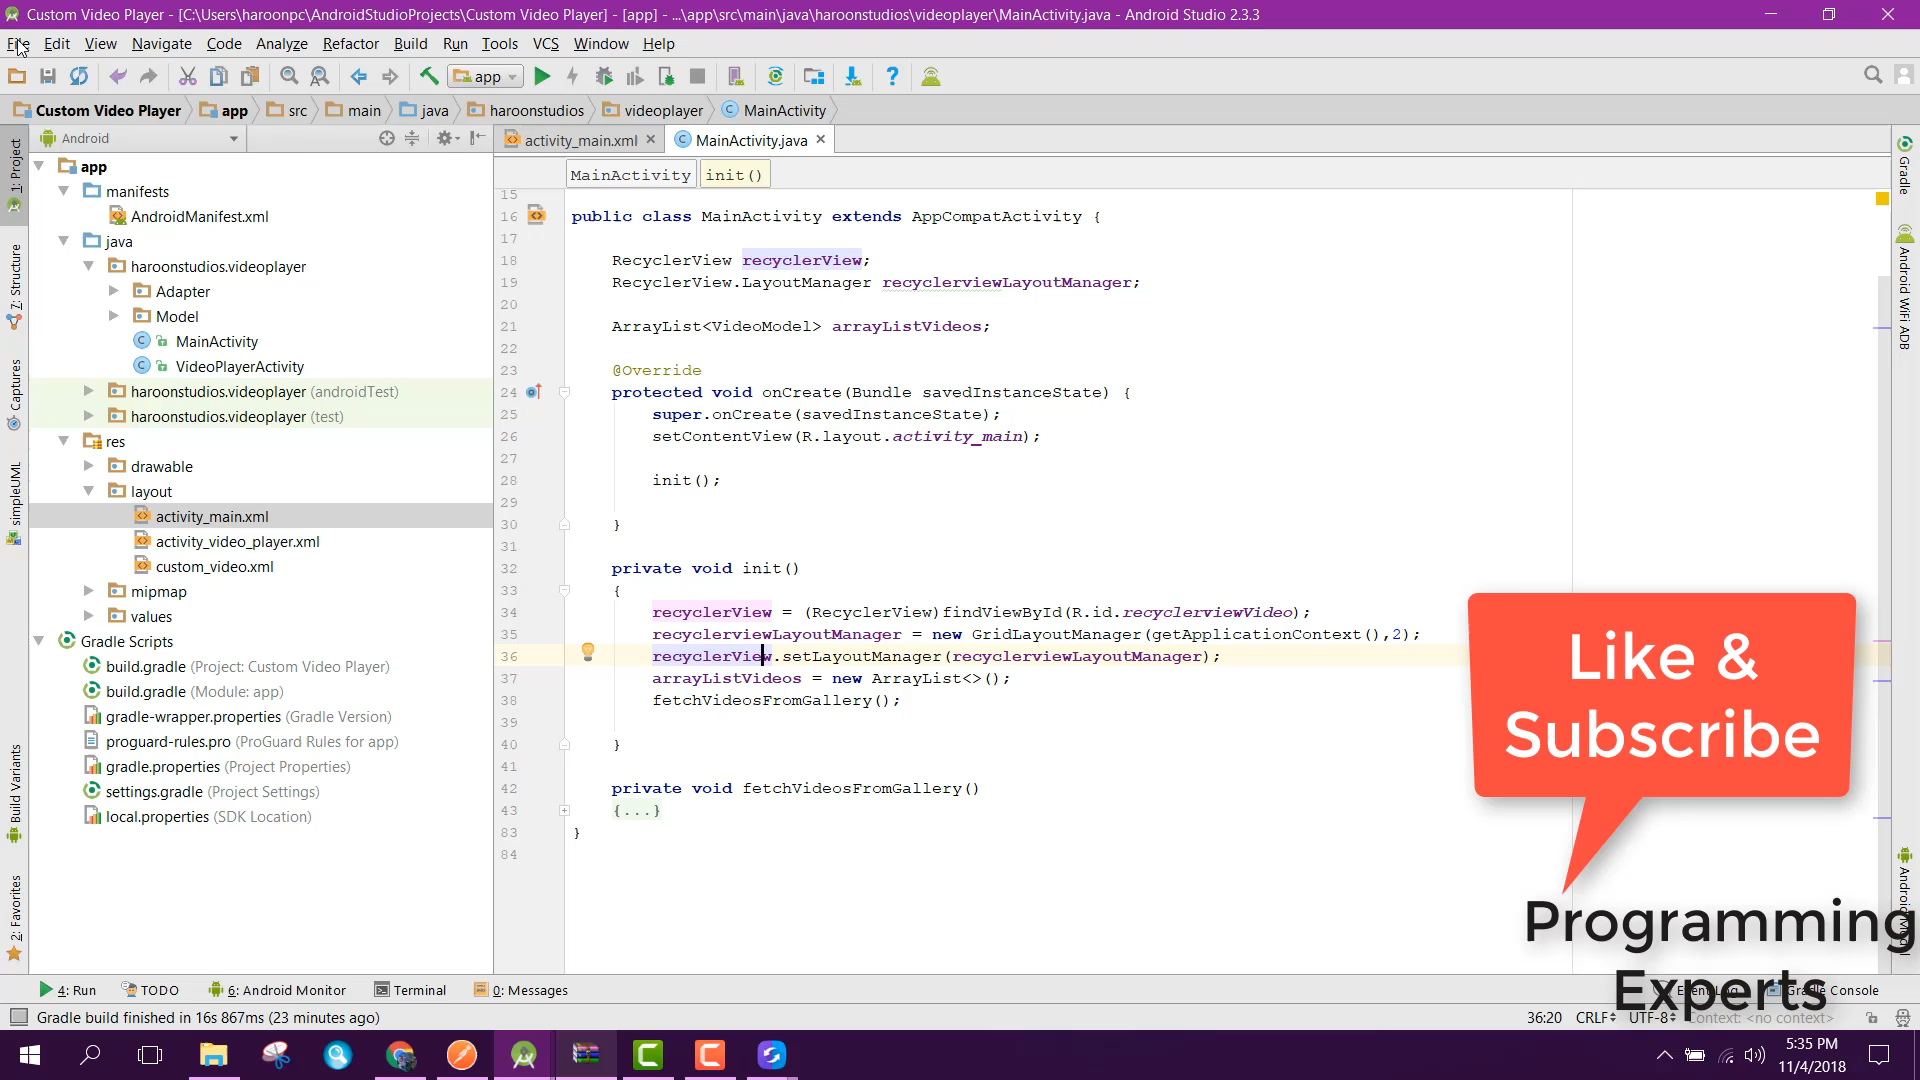 Custom Video Player - [C:\Users\haroonpc\AndroidStudioProjects\Custom Video Player] - [app] - ...\app\src\main\java\haroonstudios\videoplayer\MainActivity.java - Android Studio 2.3.3
File Edit View Navigate Code Analyze Refactor Build Run Tools VCS Window Help
app
Custom Video Player app src main java haroonstudios videoplayer MainActivity
Android
activity_main.xml MainActivity.java
MainActivity init()
1: Project
7: Structure
Captures
simpleUML
Build Variants
2: Favorites
app
manifests
AndroidManifest.xml
java
haroonstudios.videoplayer
Adapter
Model
MainActivity
VideoPlayerActivity
haroonstudios.videoplayer (androidTest)
haroonstudios.videoplayer (test)
res
drawable
layout
activity_main.xml
activity_video_player.xml
custom_video.xml
mipmap
values
Gradle Scripts
build.gradle (Project: Custom Video Player)
build.gradle (Module: app)
gradle-wrapper.properties (Gradle Version)
proguard-rules.pro (ProGuard Rules for app)
gradle.properties (Project Properties)
settings.gradle (Project Settings)
local.properties (SDK Location)
15
16 public class MainActivity extends AppCompatActivity {
17
18 RecyclerView recyclerView;
19 RecyclerView.LayoutManager recyclerviewLayoutManager;
20
21 ArrayList<VideoModel> arrayListVideos;
22
23 @Override
24 protected void onCreate(Bundle savedInstanceState) {
25 super.onCreate(savedInstanceState);
26 setContentView(R.layout.activity_main);
27
28 init();
29
30 }
31
32 private void init()
33 {
34 recyclerView = (RecyclerView)findViewById(R.id.recyclerviewVideo);
35 recyclerviewLayoutManager = new GridLayoutManager(getApplicationContext(),2);
36 recyclerView.setLayoutManager(recyclerviewLayoutManager);
37 arrayListVideos = new ArrayList<>();
38 fetchVideosFromGallery();
39
40 }
41
42 private void fetchVideosFromGallery()
43 {...}
83 }
84
Gradle
Android WiFi ADB
Like &
Subscribe
Programming
Experts
4: Run TODO 6: Android Monitor Terminal 0: Messages Gradle Console
Gradle build finished in 16s 867ms (23 minutes ago) 36:20 CRLF UTF-8 Context: <no context>
5:35 PM
11/4/2018